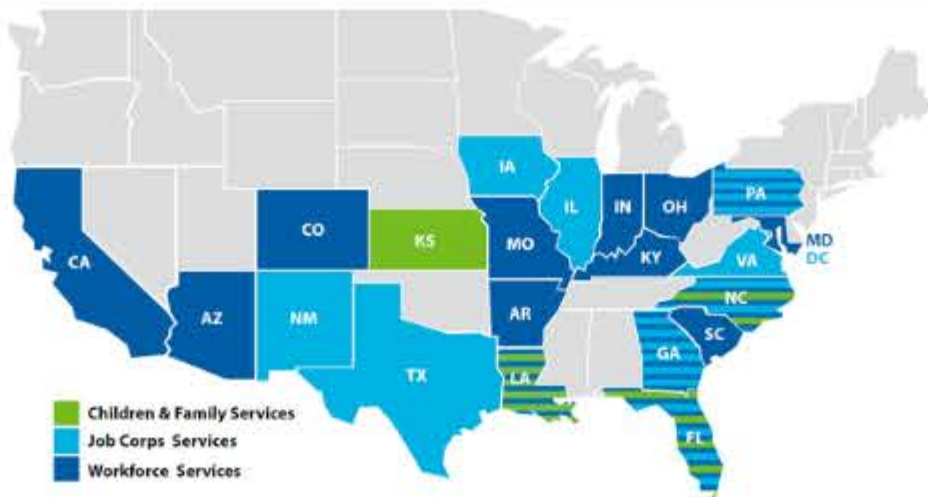 IA
PA
IL
IN
OH
CO
MD
KS
MO
DC
CA
KY
VA
NC
AZ
NM
AR
SC
GA
TX
LA
Children & Family Services
FL
Job Corps Services
Workforce Services